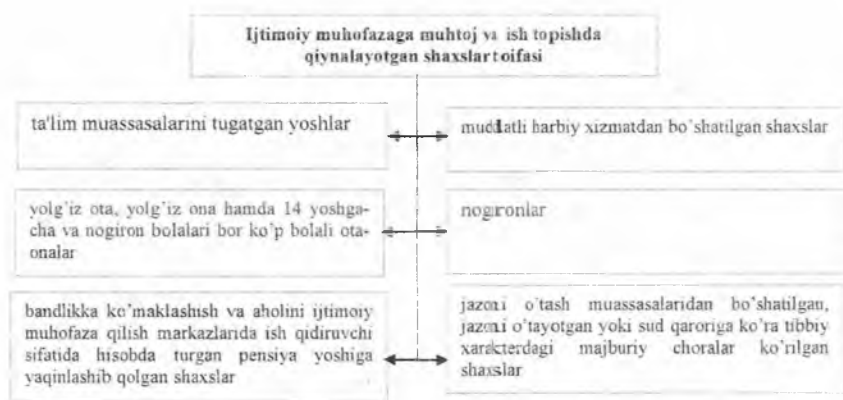 Ijtimoiy muhofazaga muhtoj va ish topishda
qiynalayotgan shaxslar toifasi
ta'lim muassasalarini tugatgan yoshlar
muddatli harbiy xizmatdan bo'shatilgan shaxslar
yolg'iz ota, yolg'iz ona hamda 14 yoshga-
cha va nogiron bolalari bor ko'p bolali ota-
onalar
nogironlar
bandlikka ko'maklashish va aholini ijtimoiy
muhofaza qilish markazlarida ish qidiruvchi
sifatida hisobda turgan pensiya yoshiga
yaqinlashib qolgan shaxslar
jazoni o'tash muassasalaridan bo'shatilgan,
jazoni o'tayotgan yoki sud qaroriga ko'ra tibbiy
xarakterdagi majburiy choralar ko'rilgan
shaxslar